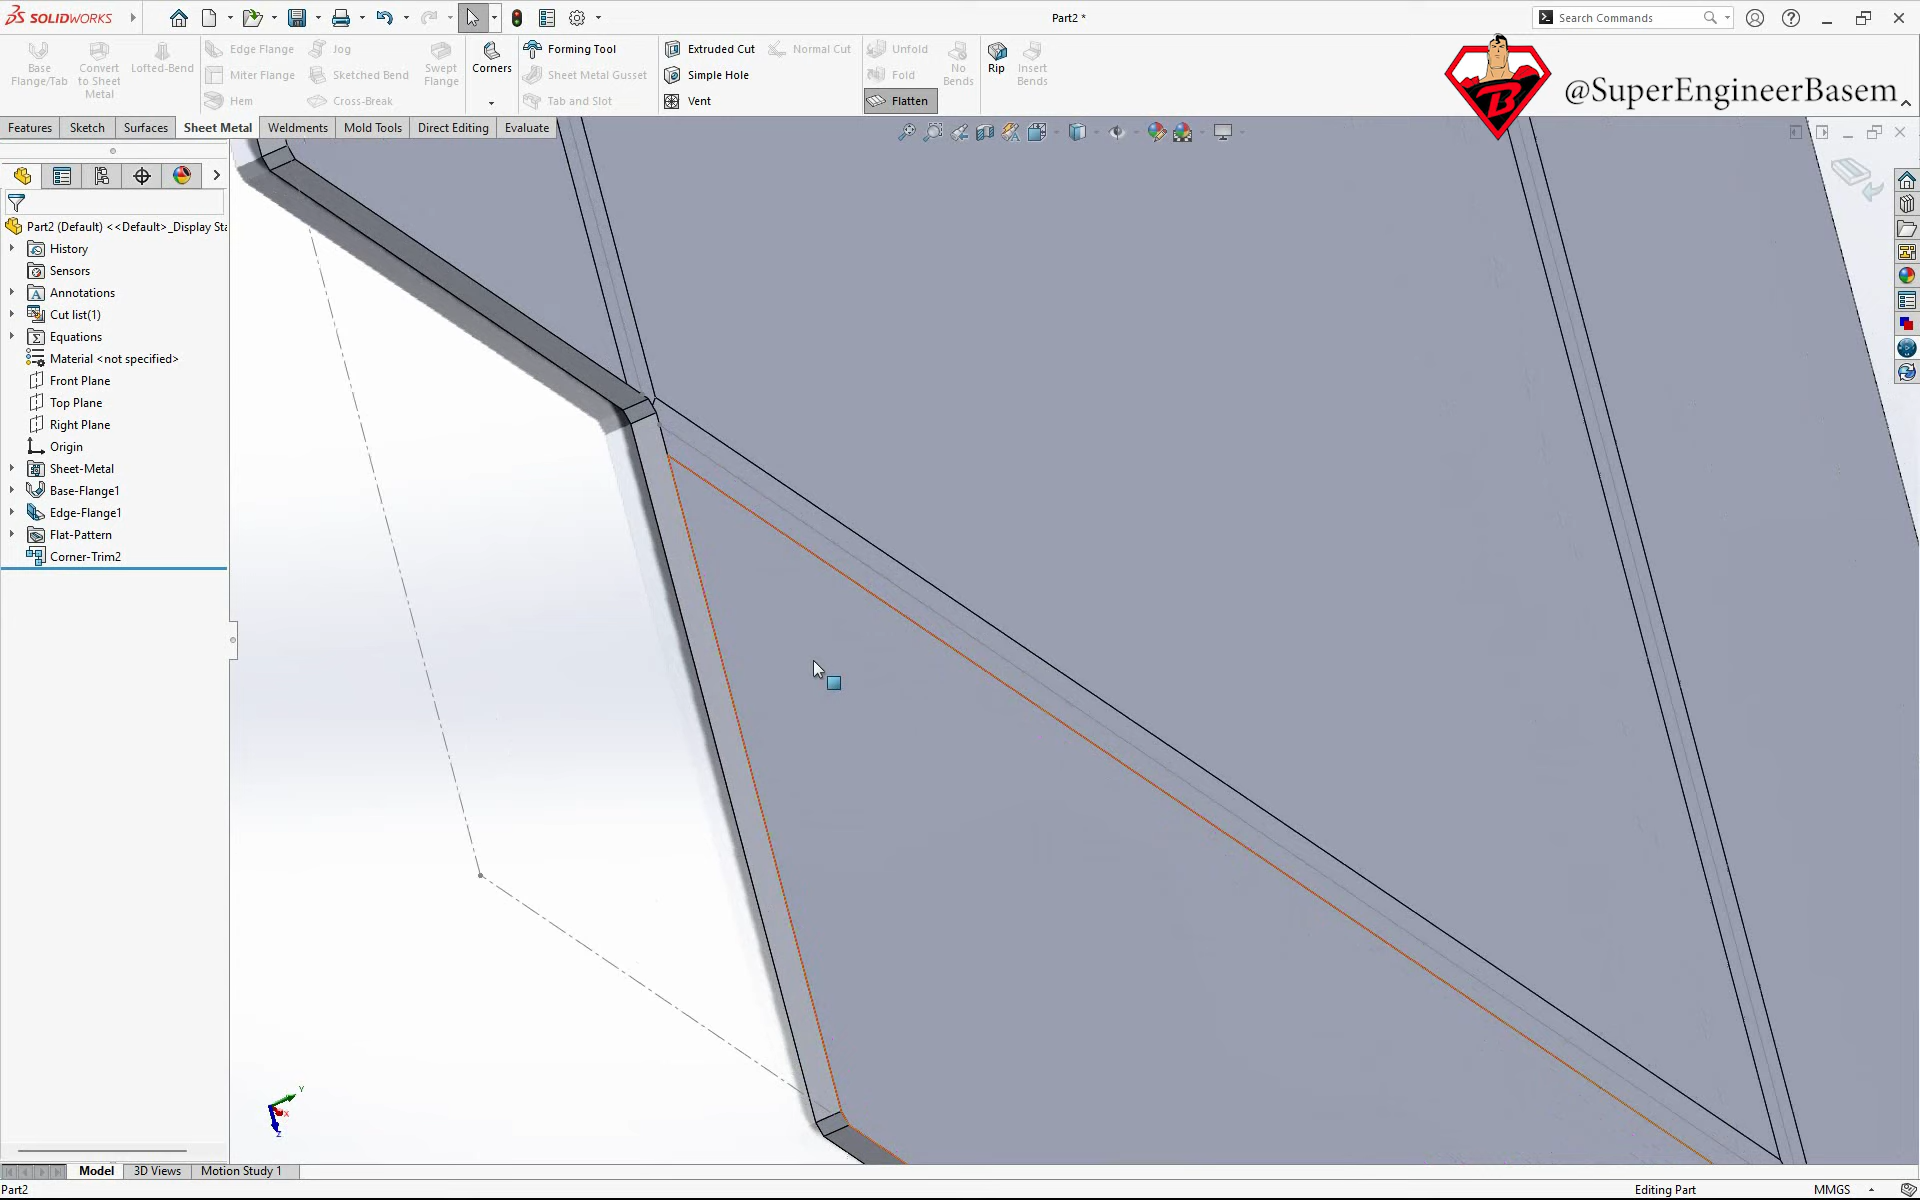 SOLIDWORKS
Part2 *
Search Commands
Base Flange/Tab
Convert to Sheet Metal
Lofted-Bend
Edge Flange
Miter Flange
Hem
Jog
Sketched Bend
Cross-Break
Swept Flange
Corners
Forming Tool
Sheet Metal Gusset
Tab and Slot
Extruded Cut
Simple Hole
Vent
Normal Cut
Unfold
Fold
Flatten
No Bends
Rip
Insert Bends
B
@SuperEngineerBasem
Features
Sketch
Surfaces
Sheet Metal
Weldments
Mold Tools
Direct Editing
Evaluate
Part2 (Default) <<Default>_Display Sta
History
Sensors
Annotations
Cut list(1)
Equations
Material <not specified>
Front Plane
Top Plane
Right Plane
Origin
Sheet-Metal
Base-Flange1
Edge-Flange1
Flat-Pattern
Corner-Trim2
Y
X
Z
Model
3D Views
Motion Study 1
Part2
Editing Part
MMGS